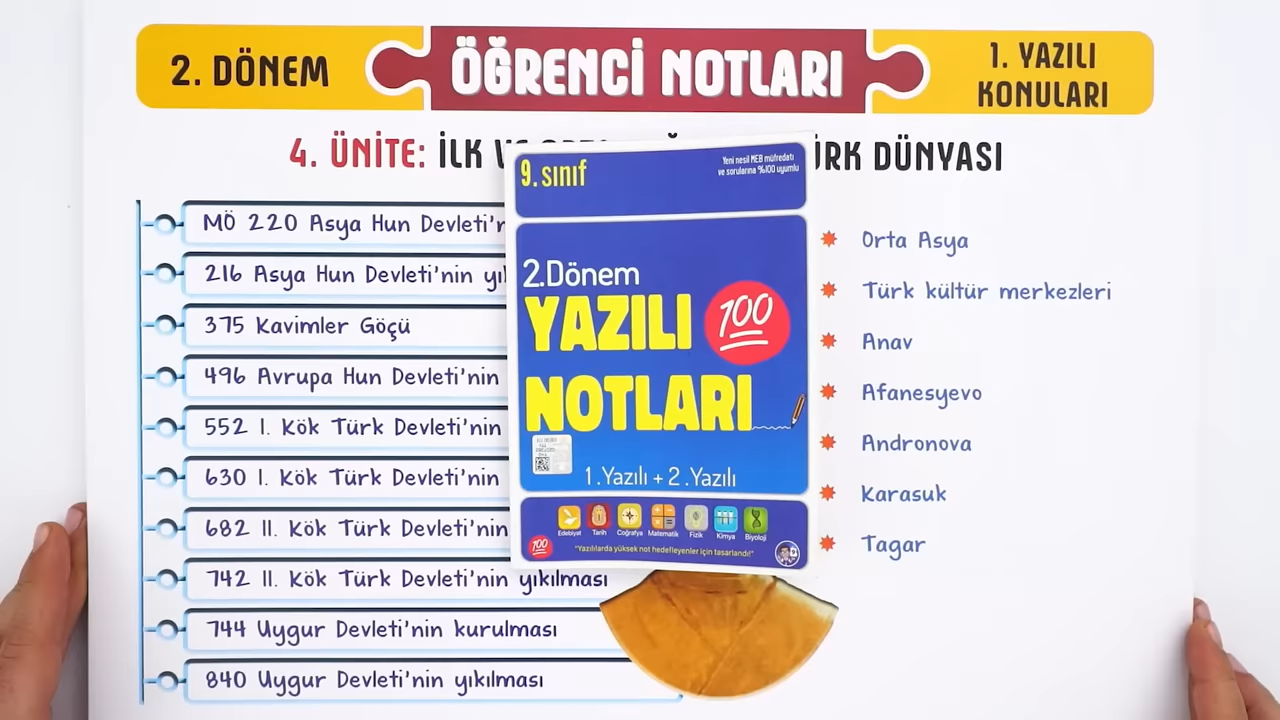 2. DÖNEM
ÖĞRENCİ NOTLARI
1. YAZILI
KONULARI
4. ÜNİTE: İLK DÜNYASI
MÖ 220 Asya Hun
216 Asya Hun Devleti'nin
375 Kavimler Göçü
496 Avrupa Hun Devleti'nin
552 I. Kök Türk Devleti'nin
630 I. Kök Türk Devleti'nin
682 II. Kök Türk Devleti'nin
742 II. Kök Türk Devleti'nin yıkılması
744 Uygur Devleti'nin kurulması
840 Uygur Devleti'nin yıkılması
9. sınıf
Yeni nesil MEB müfredatı
ve sorularına %100 uyumlu
2.Dönem
YAZILI 100
NOTLARI
1.Yazılı + 2.Yazılı
Edebiyat Tarih Coğrafya Matematik Fizik Kimya Biyoloji
100
"Yazılılarda yüksek not hedefleyenler için tasarlandı!"
Orta Asya
Türk kültür merkezleri
Anav
Afanesyevo
Andronova
Karasuk
Tagar